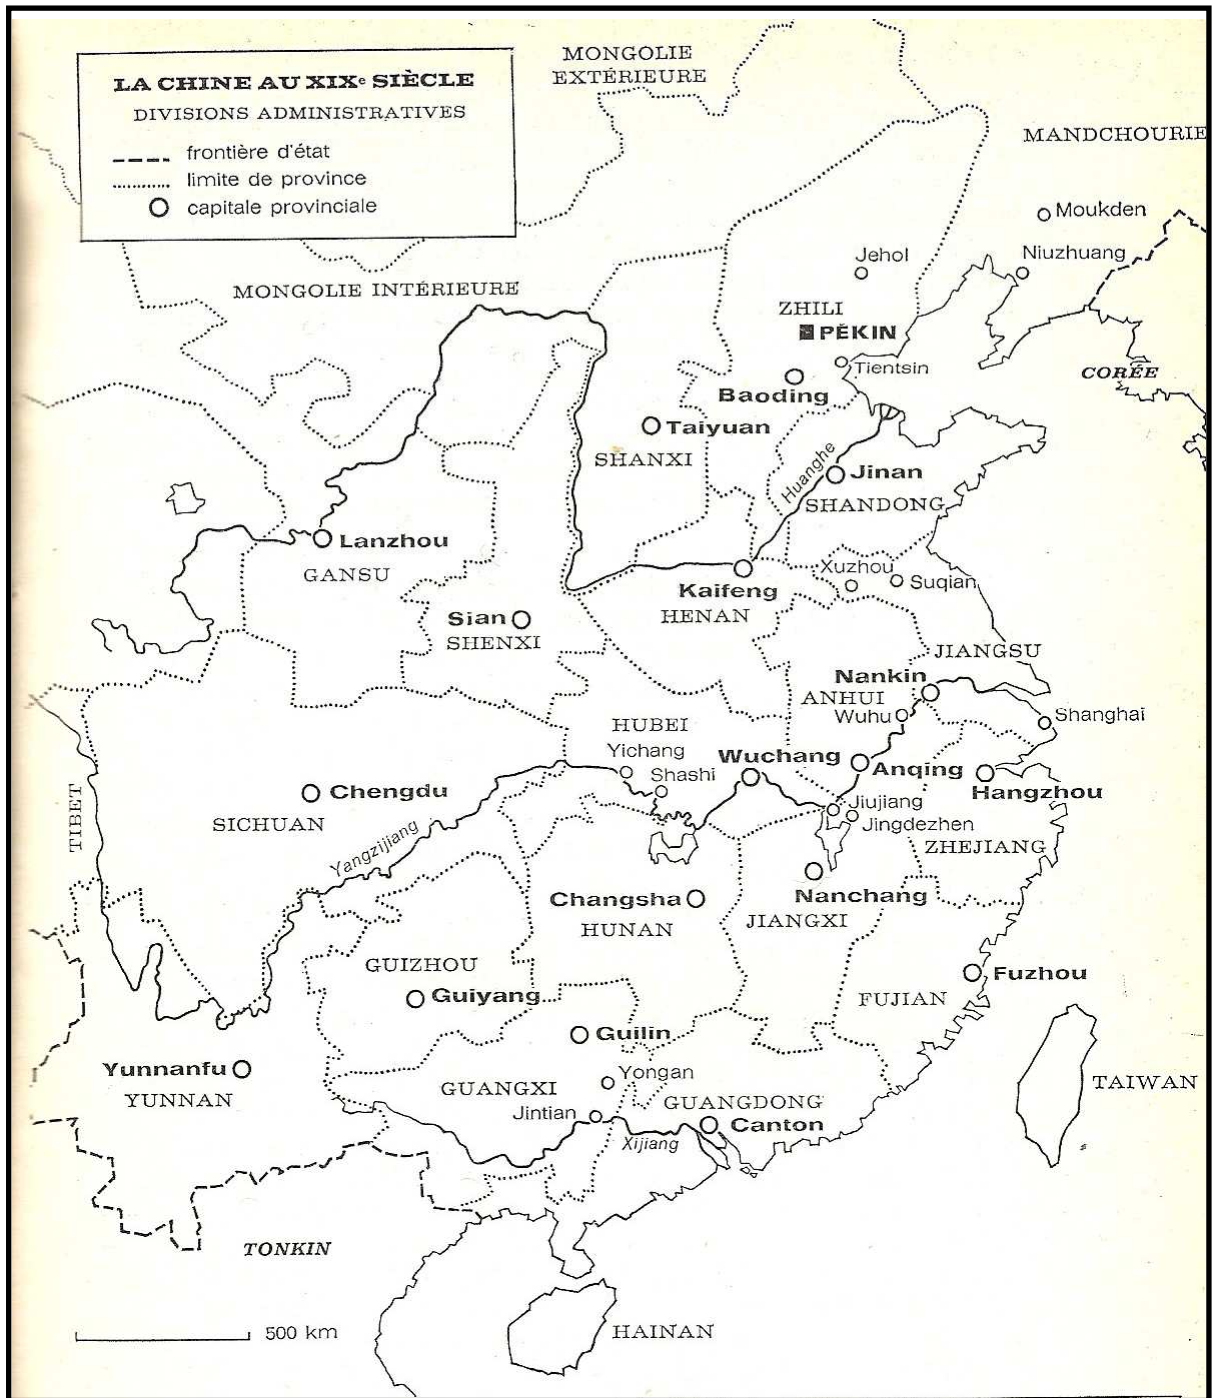 LA CHINE AU XIXe SIÈCLE
DIVISIONS ADMINISTRATIVES
frontière d'état
limite de province
capitale provinciale
MONGOLIE
EXTÉRIEURE
MANDCHOURIE
Moukden
Niuzhuang
Jehol
MONGOLIE INTÉRIEURE
ZHILI
PÉKIN
Tientsin
CORÉE
Baoding
Taiyuan
SHANXI
Huanghe
Jinan
SHANDONG
Lanzhou
GANSU
Xuzhou
Suqian
Kaifeng
HENAN
Sian
SHENXI
JIANGSU
Nankin
ANHUI
Wuhu
Shanghai
HUBEI
Yichang
Shashi
Wuchang
Anqing
Hangzhou
Chengdu
SICHUAN
TIBET
Yangzijiang
Jiujiang
Jingdezhen
ZHEJIANG
Changsha
HUNAN
Nanchang
JIANGXI
GUIZHOU
Guiyang
Fuzhou
FUJIAN
Guilin
Yunnanfu
YUNNAN
Yongan
GUANGXI
Jintian
GUANGDONG
Canton
Xijiang
TAIWAN
TONKIN
500 km
HAINAN